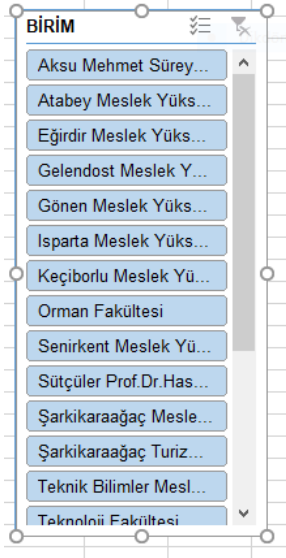 BİRİM
Aksu Mehmet Sürey...
Atabey Meslek Yüks...
Eğirdir Meslek Yüks...
Gelendost Meslek Y...
Gönen Meslek Yüks...
Isparta Meslek Yüks...
Keçiborlu Meslek Yü...
Orman Fakültesi
Senirkent Meslek Yü...
Sütçüler Prof.Dr.Has...
Şarkikaraağaç Mesle...
Şarkikaraağaç Turiz...
Teknik Bilimler Mesl...
Teknoloji Fakültesi